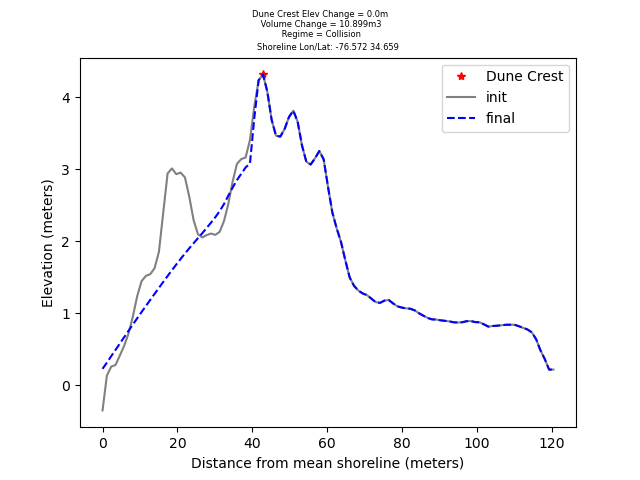 Dune Crest Elev Change = 0.0m
Volume Change = 10.899m3
Regime = Collision
Shoreline Lon/Lat: -76.572 34.659
Dune Crest
init
final
4
3
2
1
0
Elevation (meters)
0 20 40 60 80 100 120
Distance from mean shoreline (meters)